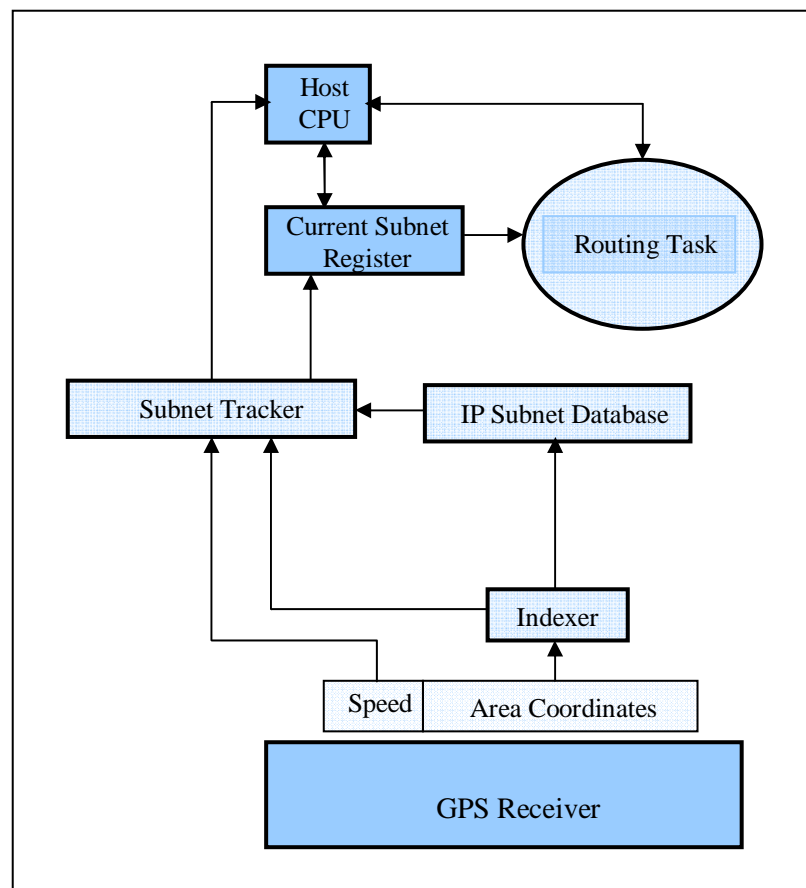 Host
CPU
Current Subnet
Register
Routing Task
Subnet Tracker
IP Subnet Database
Indexer
Speed
Area Coordinates
GPS Receiver